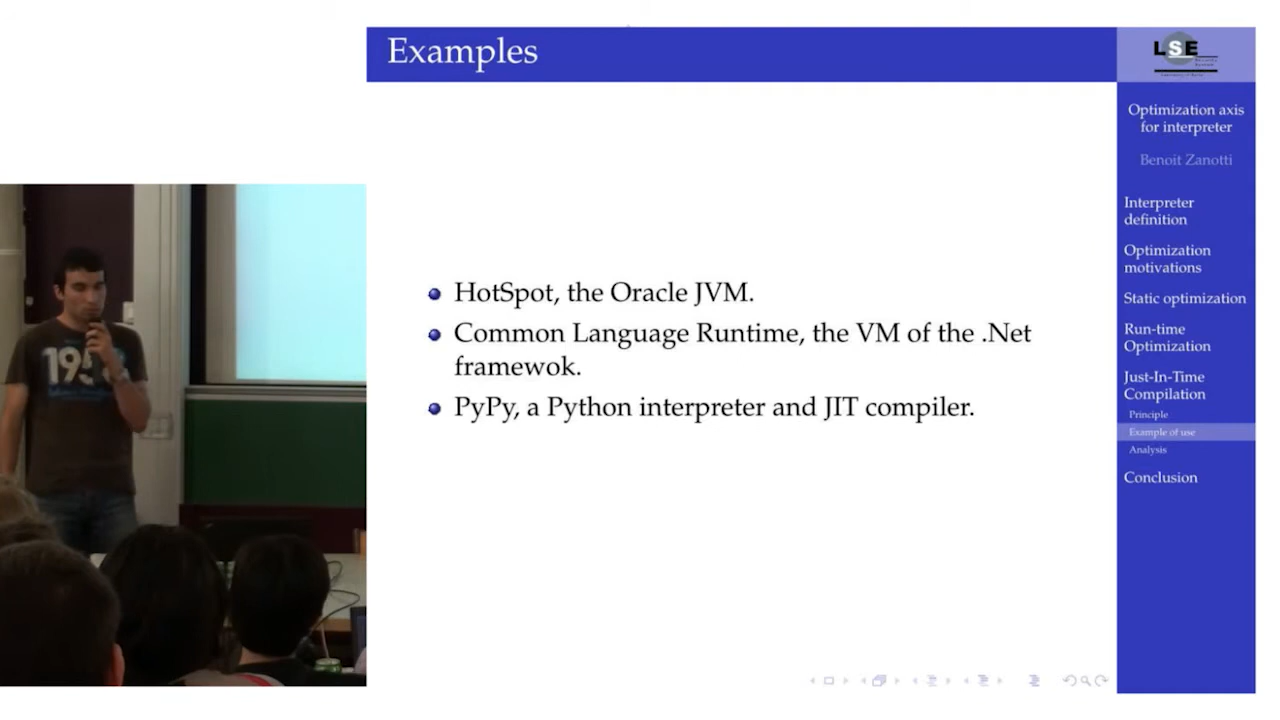 Examples
HotSpot, the Oracle JVM.
Common Language Runtime, the VM of the .Net
framewok.
PyPy, a Python interpreter and JIT compiler.
LSE
Optimization axis
for interpreter
Benoit Zanotti
Interpreter
definition
Optimization
motivations
Static optimization
Run-time
Optimization
Just-In-Time
Compilation
Principle
Example of use
Analysis
Conclusion